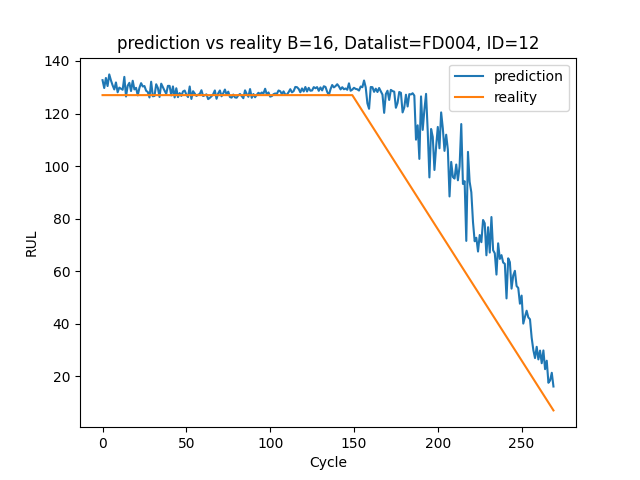 prediction vs reality B=16, Datalist=FD004, ID=12
prediction
reality
RUL
140
120
100
80
60
40
20
0 50 100 150 200 250
Cycle